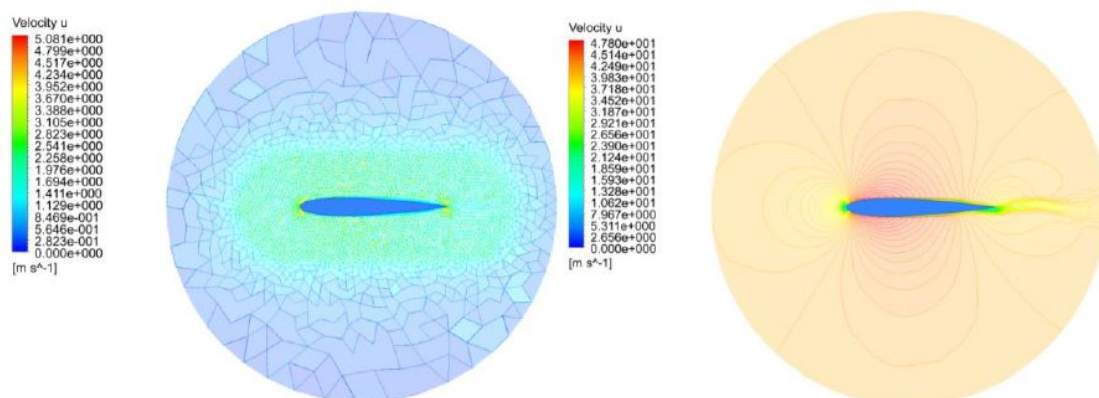 Velocity u
5.081e+000
4.799e+000
4.517e+000
4.234e+000
3.952e+000
3.670e+000
3.388e+000
3.105e+000
2.823e+000
2.541e+000
2.258e+000
1.976e+000
1.694e+000
1.411e+000
1.129e+000
8.469e-001
5.646e-001
2.823e-001
0.000e+000
[m s^-1]
Velocity u
4.780e+001
4.514e+001
4.249e+001
3.983e+001
3.718e+001
3.452e+001
3.187e+001
2.921e+001
2.656e+001
2.390e+001
2.124e+001
1.859e+001
1.593e+001
1.328e+001
1.062e+001
7.967e+000
5.311e+000
2.656e+000
0.000e+000
[m s^-1]